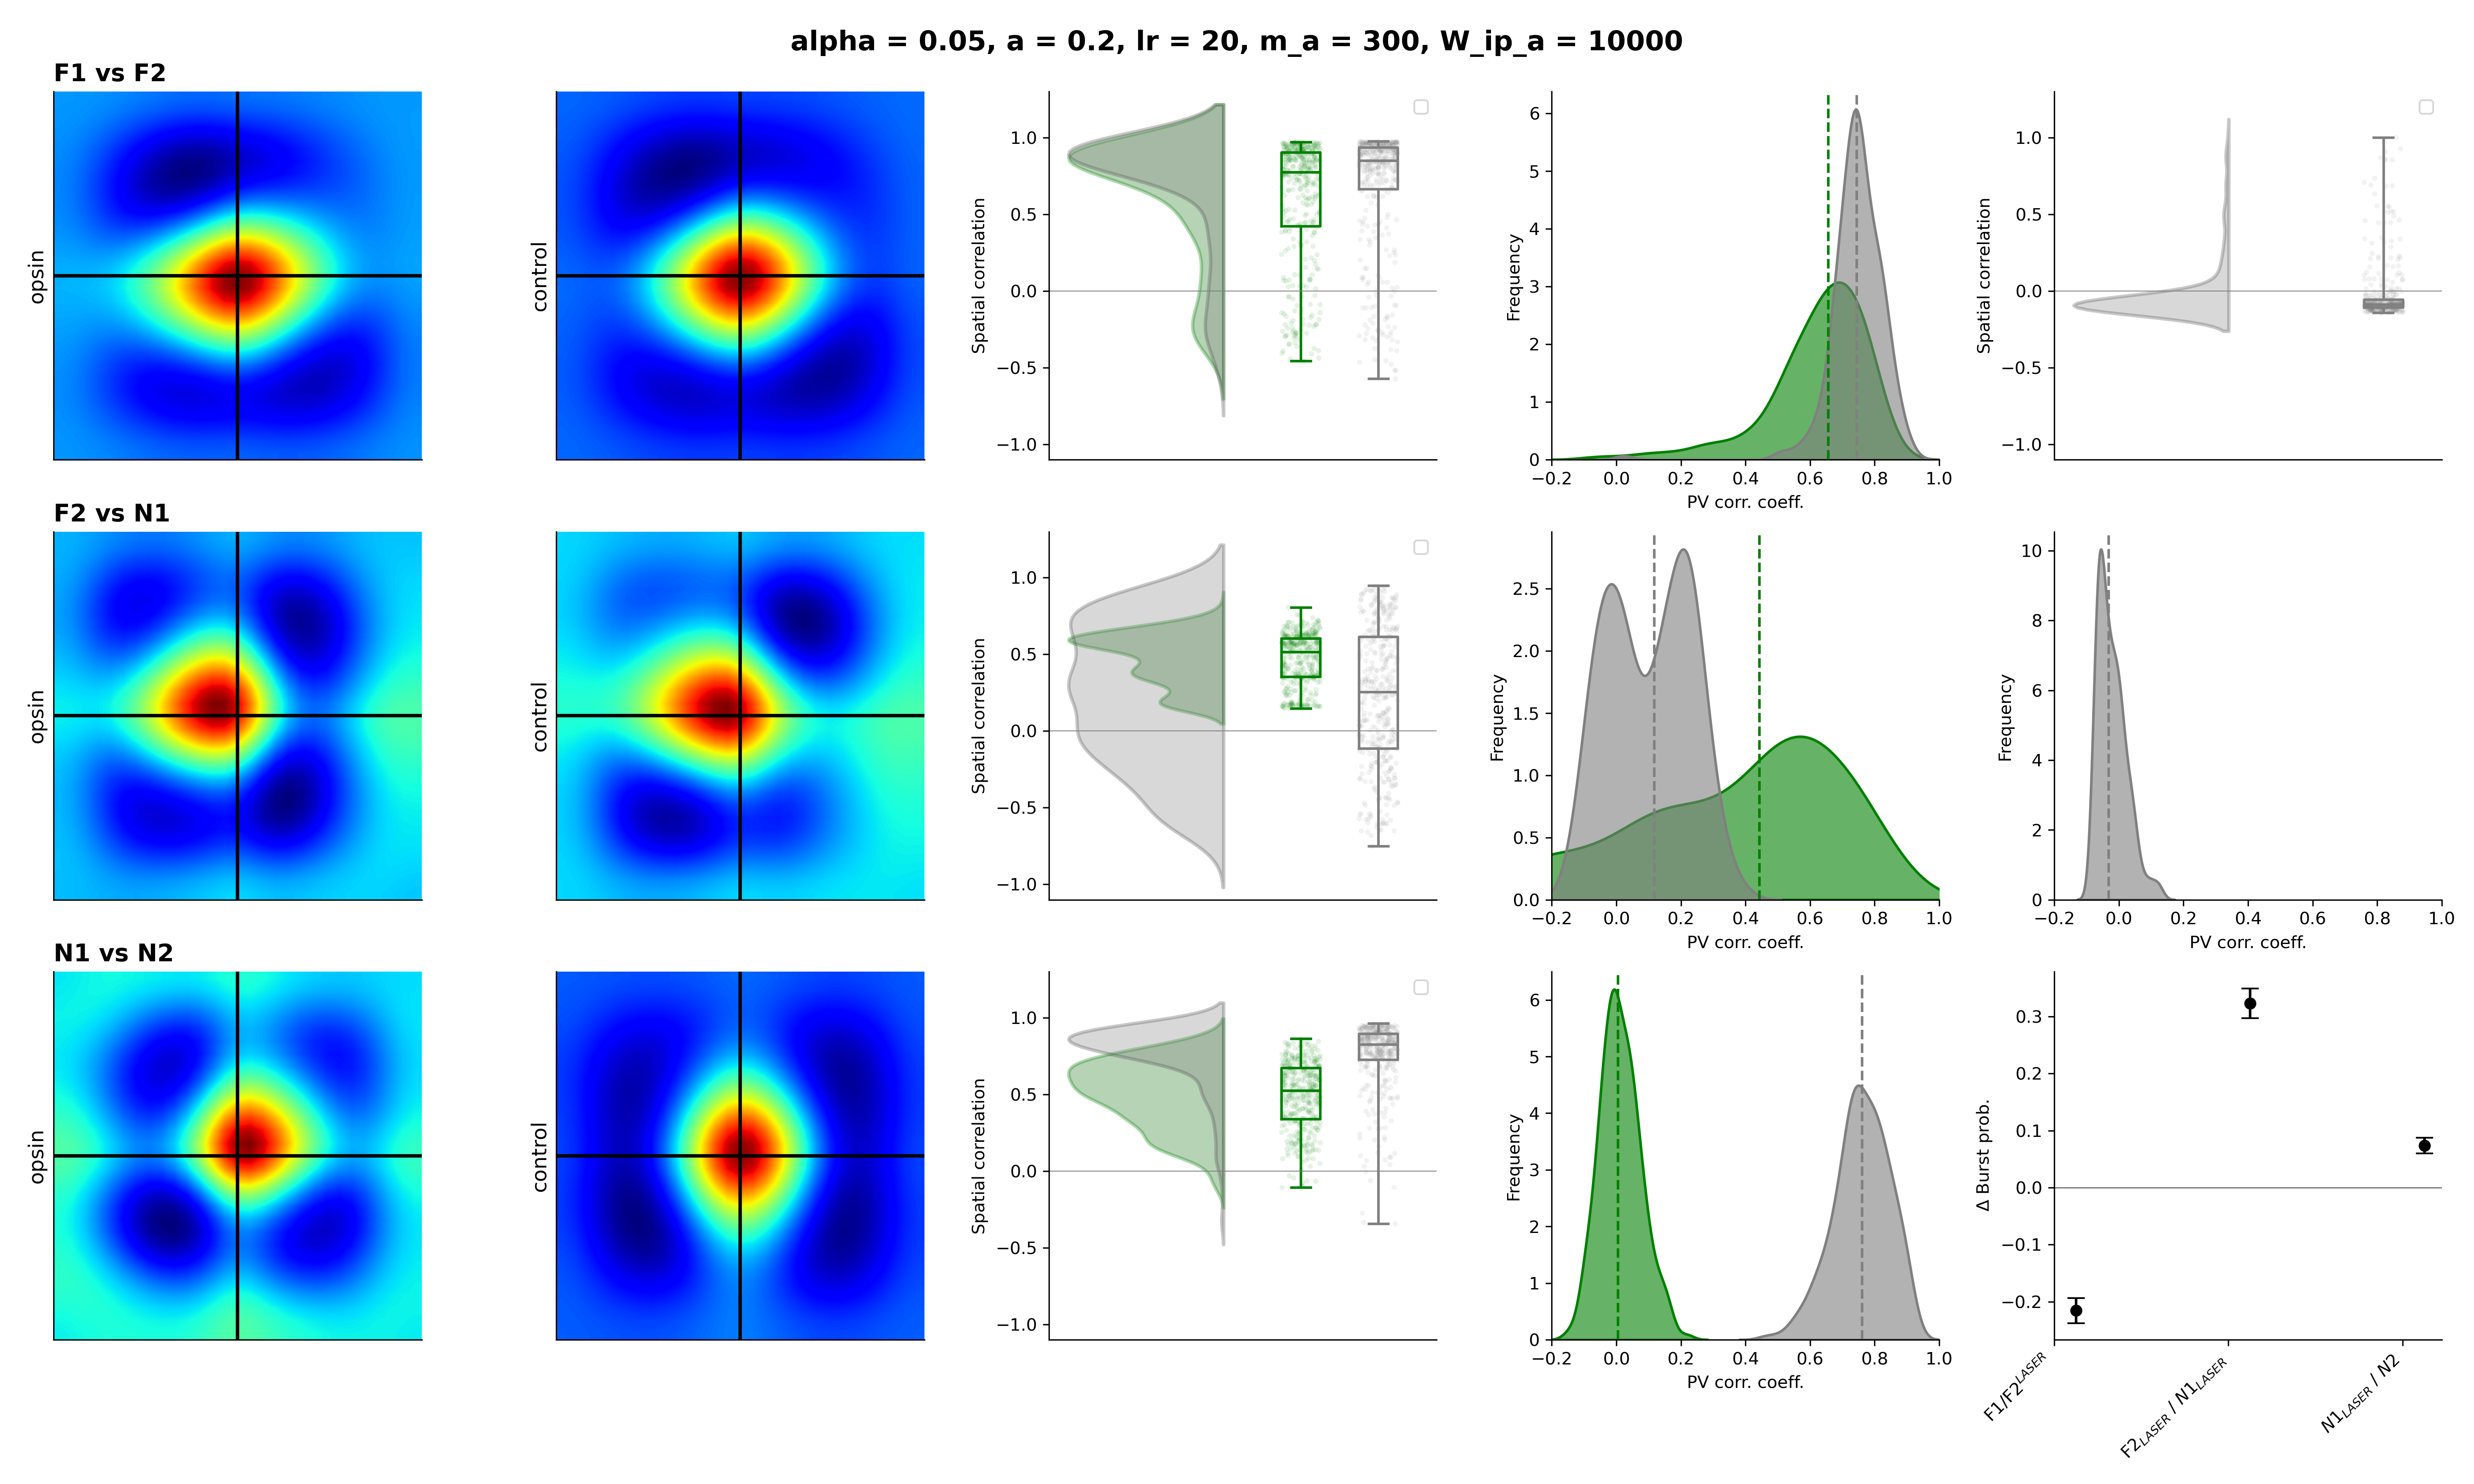 alpha = 0.05, a = 0.2, lr = 20, m_a = 300, W_ip_a = 10000
F1 vs F2
opsin
control
Spatial correlation
1.0
0.5
0.0
−0.5
−1.0
Frequency
6
5
4
3
2
1
0
−0.2 0.0 0.2 0.4 0.6 0.8 1.0
PV corr. coeff.
Spatial correlation
1.0
0.5
0.0
−0.5
−1.0
F2 vs N1
opsin
control
Spatial correlation
1.0
0.5
0.0
−0.5
−1.0
Frequency
2.5
2.0
1.5
1.0
0.5
0.0
−0.2 0.0 0.2 0.4 0.6 0.8 1.0
PV corr. coeff.
Frequency
10
8
6
4
2
0
−0.2 0.0 0.2 0.4 0.6 0.8 1.0
PV corr. coeff.
N1 vs N2
opsin
control
Spatial correlation
1.0
0.5
0.0
−0.5
−1.0
Frequency
6
5
4
3
2
1
0
−0.2 0.0 0.2 0.4 0.6 0.8 1.0
PV corr. coeff.
Δ Burst prob.
0.3
0.2
0.1
0.0
−0.1
−0.2
F1/F2LASER
F2LASER / N1LASER
N1LASER / N2